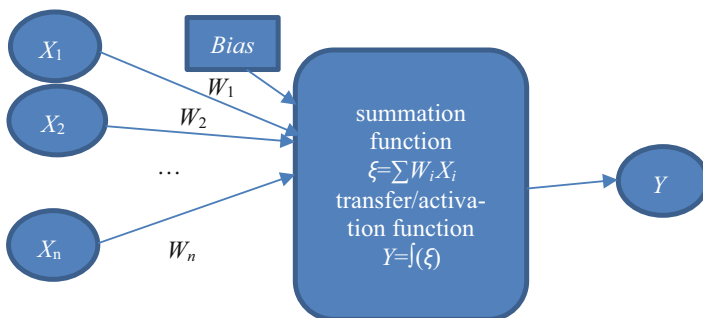 X₁
Bias
W₁
X₂
W₂
...
Xₙ
Wₙ
summation
function
ξ=∑WᵢXᵢ
transfer/activa-
tion function
Y=∫(ξ)
Y